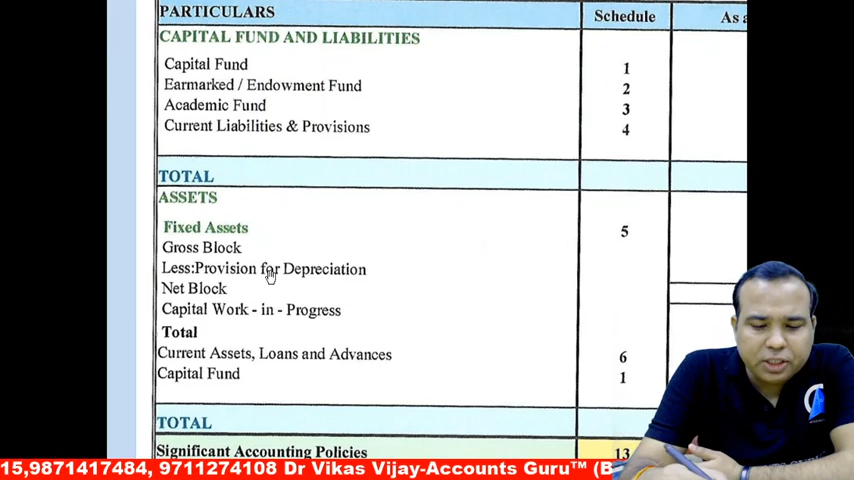 PARTICULARS Schedule As a
CAPITAL FUND AND LIABILITIES
Capital Fund 1
Earmarked / Endowment Fund 2
Academic Fund 3
Current Liabilities & Provisions 4
TOTAL
ASSETS
Fixed Assets 5
Gross Block
Less:Provision for Depreciation
Net Block
Capital Work - in - Progress
Total
Current Assets, Loans and Advances 6
Capital Fund 1
TOTAL
Significant Accounting Policies 13
15,9871417484, 9711274108 Dr Vikas Vijay-Accounts Guru™ (B